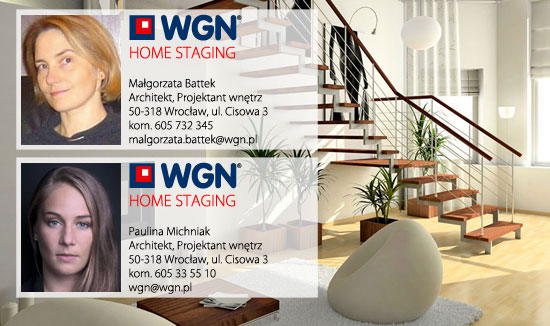 WGN®
HOME STAGING
Małgorzata Battek
Architekt, Projektant wnętrz
50-318 Wrocław, ul. Cisowa 3
kom. 605 732 345
malgorzata.battek@wgn.pl
WGN®
HOME STAGING
Paulina Michniak
Architekt, Projektant wnętrz
50-318 Wrocław, ul. Cisowa 3
kom. 605 33 55 10
wgn@wgn.pl